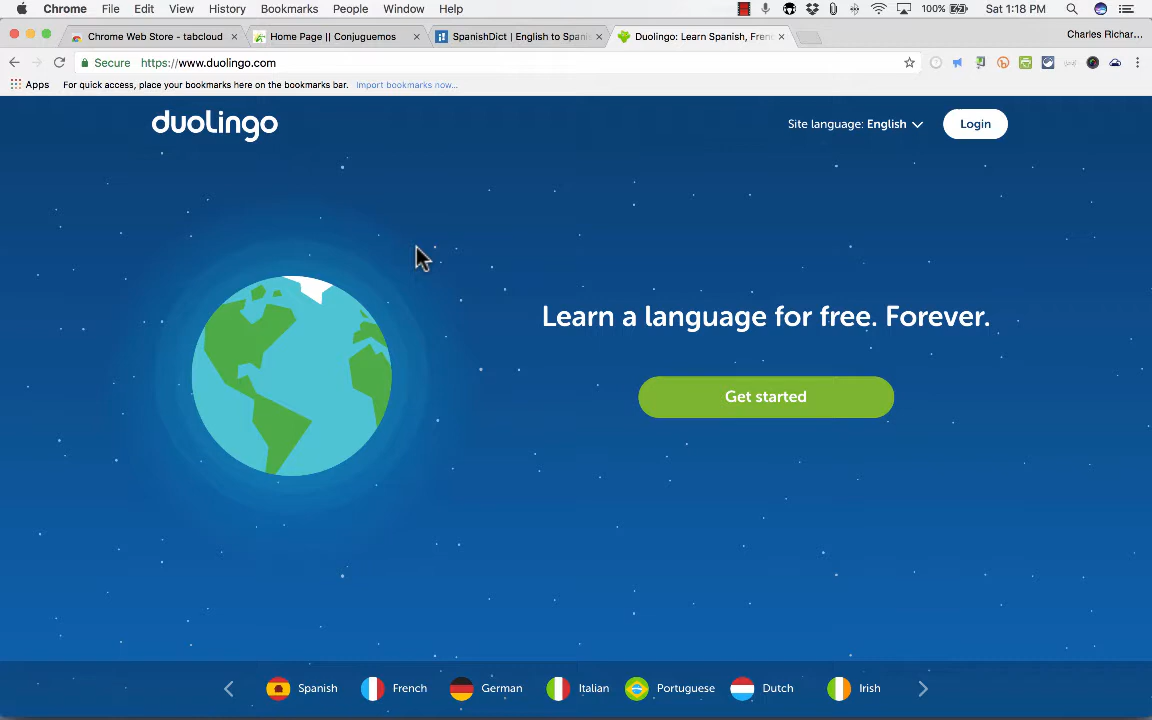 Chrome File Edit View History Bookmarks People Window Help 100% Sat 1:18 PM
Chrome Web Store - tabcloud Home Page || Conjuguemos SpanishDict | English to Spani Duolingo: Learn Spanish, Fren Charles Richar...
Secure https://www.duolingo.com
Apps For quick access, place your bookmarks here on the bookmarks bar. Import bookmarks now...
duolingo Site language: English Login
Learn a language for free. Forever.
Get started
Spanish French German Italian Portuguese Dutch Irish